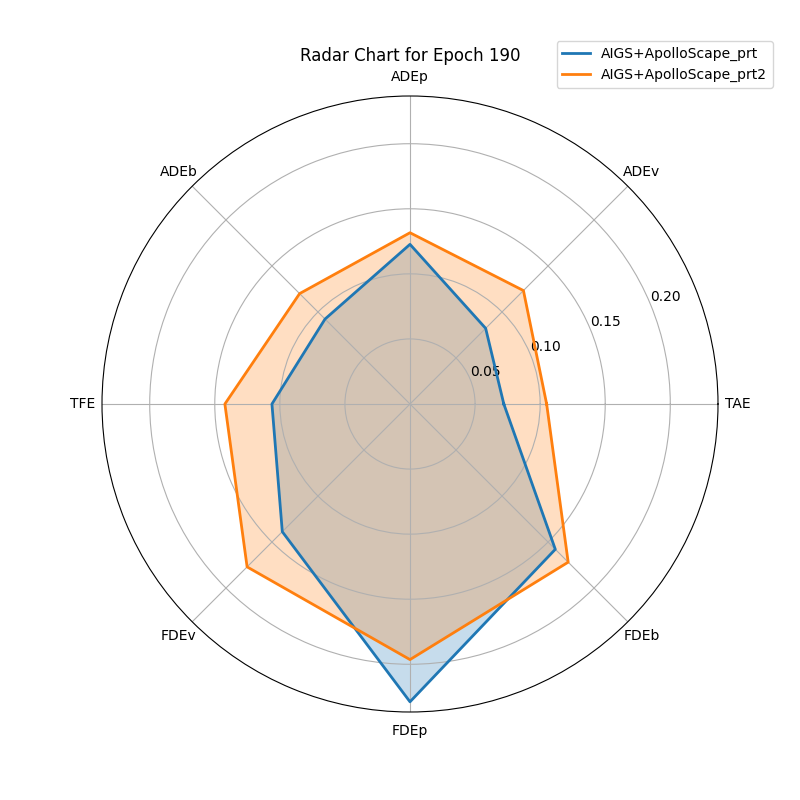 Radar Chart for Epoch 190
AIGS+ApolloScape_prt
AIGS+ApolloScape_prt2
ADEp
ADEb
ADEv
0.20
0.15
0.10
0.05
TFE
TAE
FDEv
FDEb
FDEp